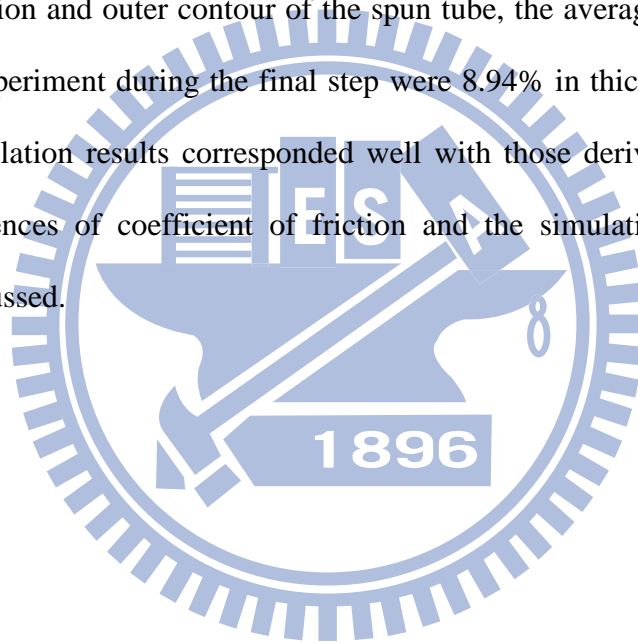 ion and outer contour of the spun tube, the averag
periment during the final step were 8.94% in thic
lation results corresponded well with those deriv
ences of coefficient of friction and the simulati
ussed.
E S A
8
1896